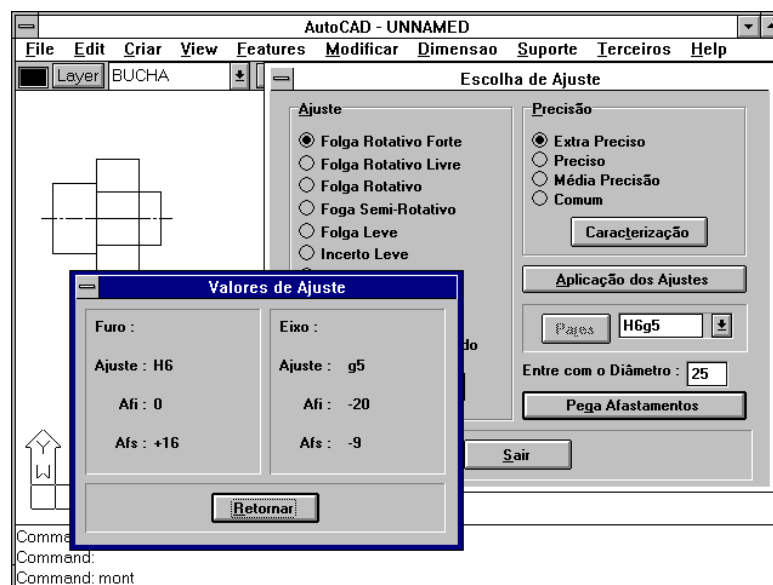 AutoCAD - UNNAMED
File Edit Criar View Features Modificar Dimensao Suporte Terceiros Help
Layer BUCHA
Escolha de Ajuste
Ajuste
Folga Rotativo Forte
Folga Rotativo Livre
Folga Rotativo
Foga Semi-Rotativo
Folga Leve
Incerto Leve
do
Precisão
Extra Preciso
Preciso
Média Precisão
Comum
Caracterização
Aplicação dos Ajustes
Pares H6g5
Entre com o Diâmetro : 25
Pega Afastamentos
Sair
Valores de Ajuste
Furo :
Ajuste : H6
Afi : 0
Afs : +16
Eixo :
Ajuste : g5
Afi : -20
Afs : -9
Retornar
Y
W
Comma
Command:
Command: mont